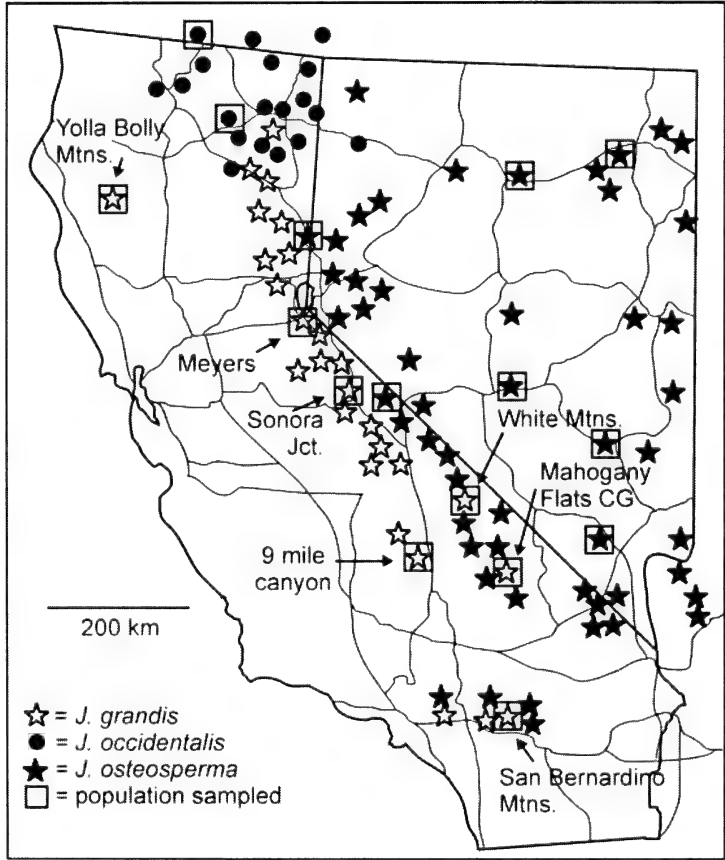 Yolla Bolly
Mtns.
Meyers
Sonora
Jct.
White Mtns.
Mahogany
Flats CG
9 mile
canyon
200 km
= J. grandis
= J. occidentalis
= J. osteosperma
= population sampled
San Bernardino
Mtns.